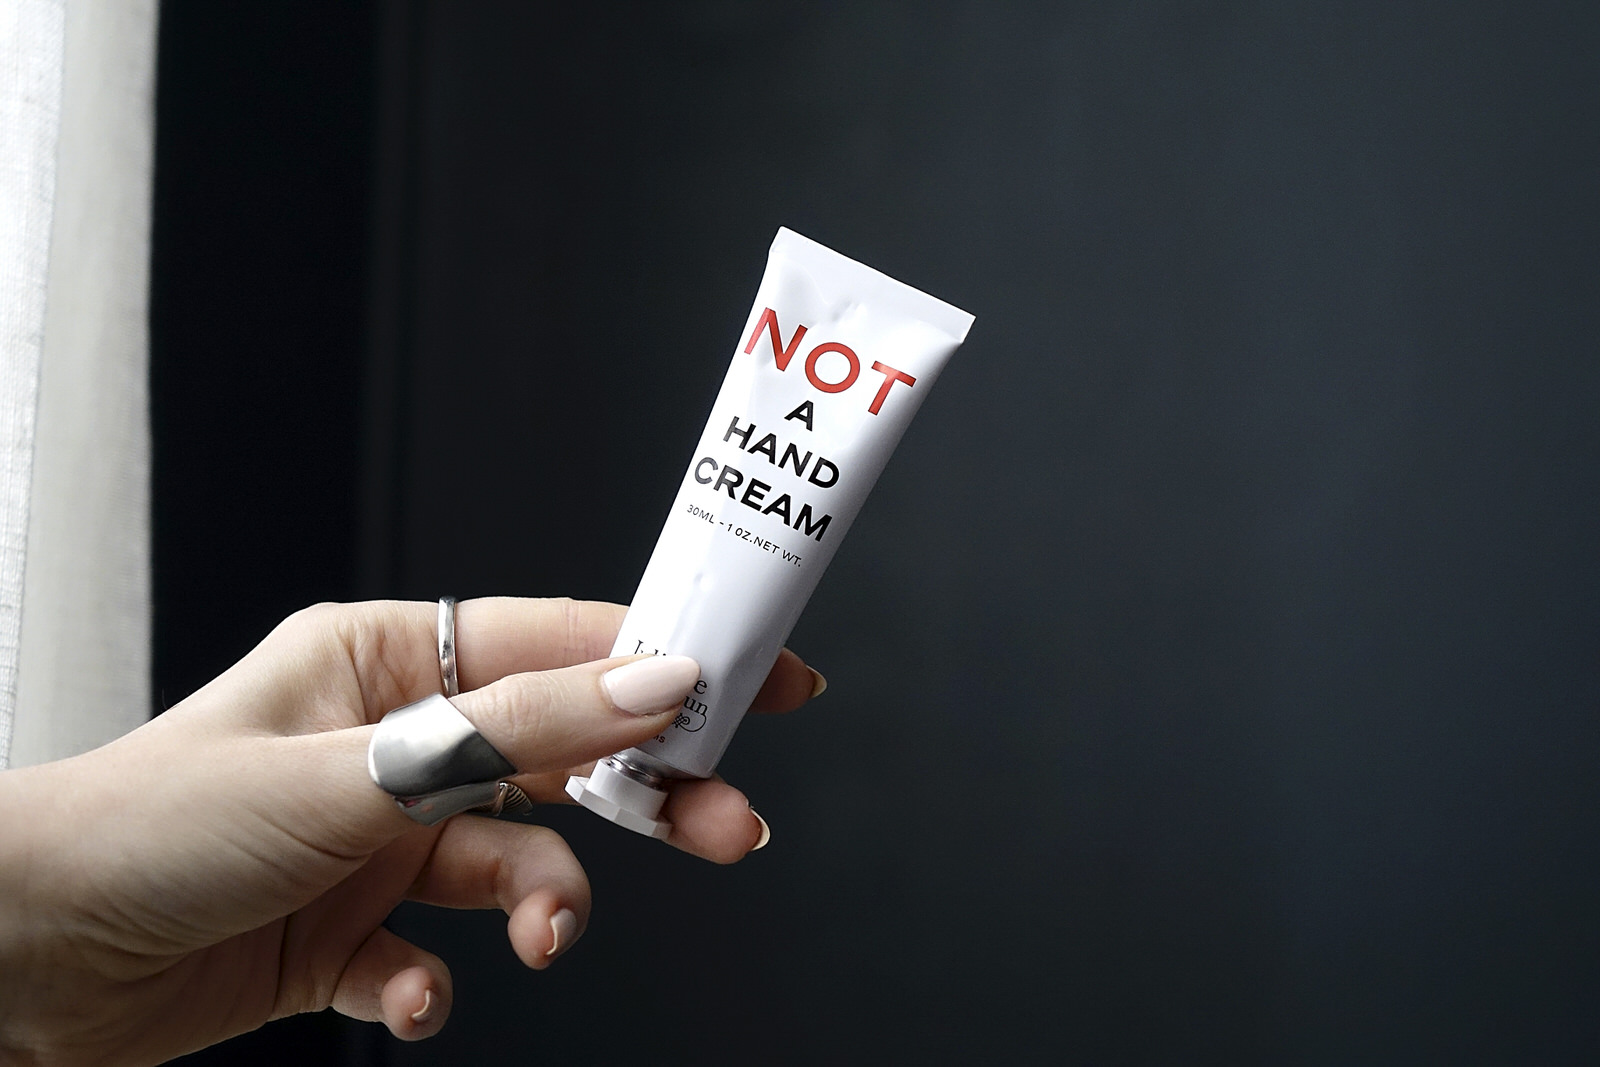 NOT
A
HAND
CREAM
30ML - 1 OZ.NET WT.